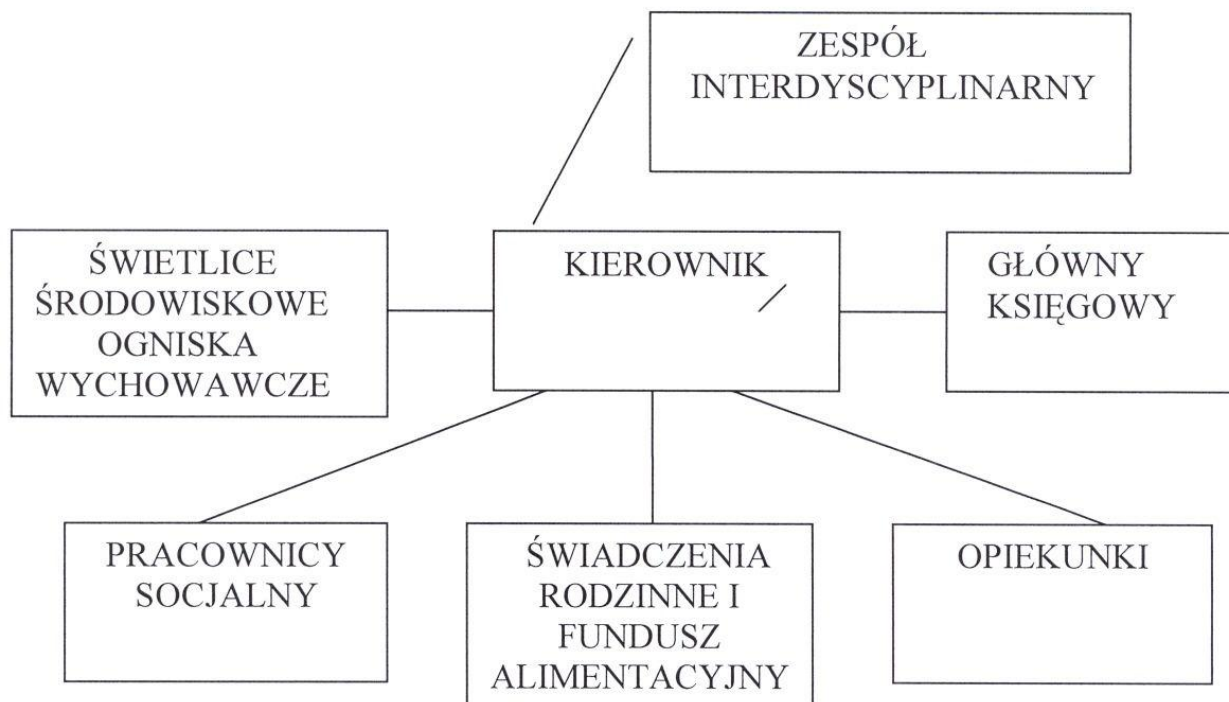 ZESPÓŁ
INTERDYSCYPLINARNY
ŚWIETLICE
ŚRODOWISKOWE
OGNISKA
WYCHOWAWCZE
KIEROWNIK
GŁÓWNY
KSIĘGOWY
PRACOWNICY
SOCJALNY
ŚWIADCZENIA
RODZINNE I
FUNDUSZ
ALIMENTACYJNY
OPIEKUNKI